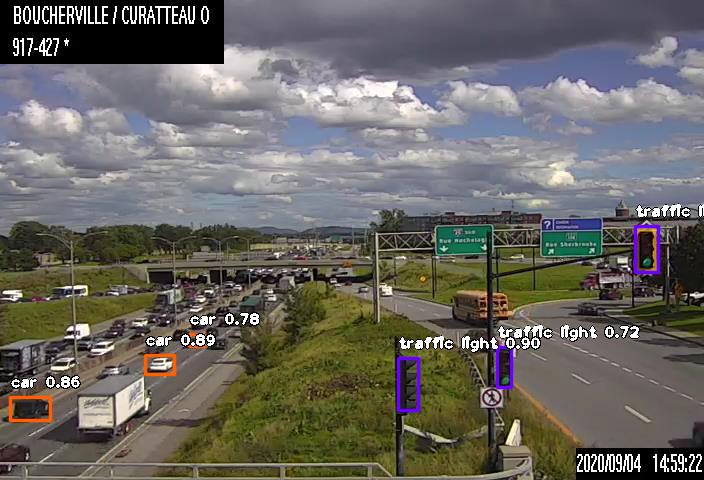 BOUCHERVILLE / CURATTEAU O
917-427 *
traffic li
Rue Hochelaga
Rue Sherbrooke
car 0.78
traffic light 0.72
car 0.89
traffic light 0.90
car 0.86
2020/09/04 14:59:22